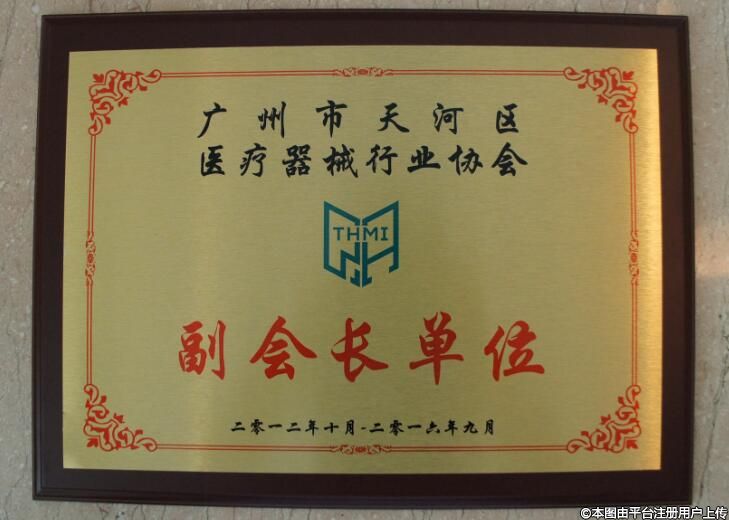 广州市天河区
医疗器械行业协会
THMI
副会长单位
二零一二年十月-二零一六年九月
©本图由平台注册用户上传